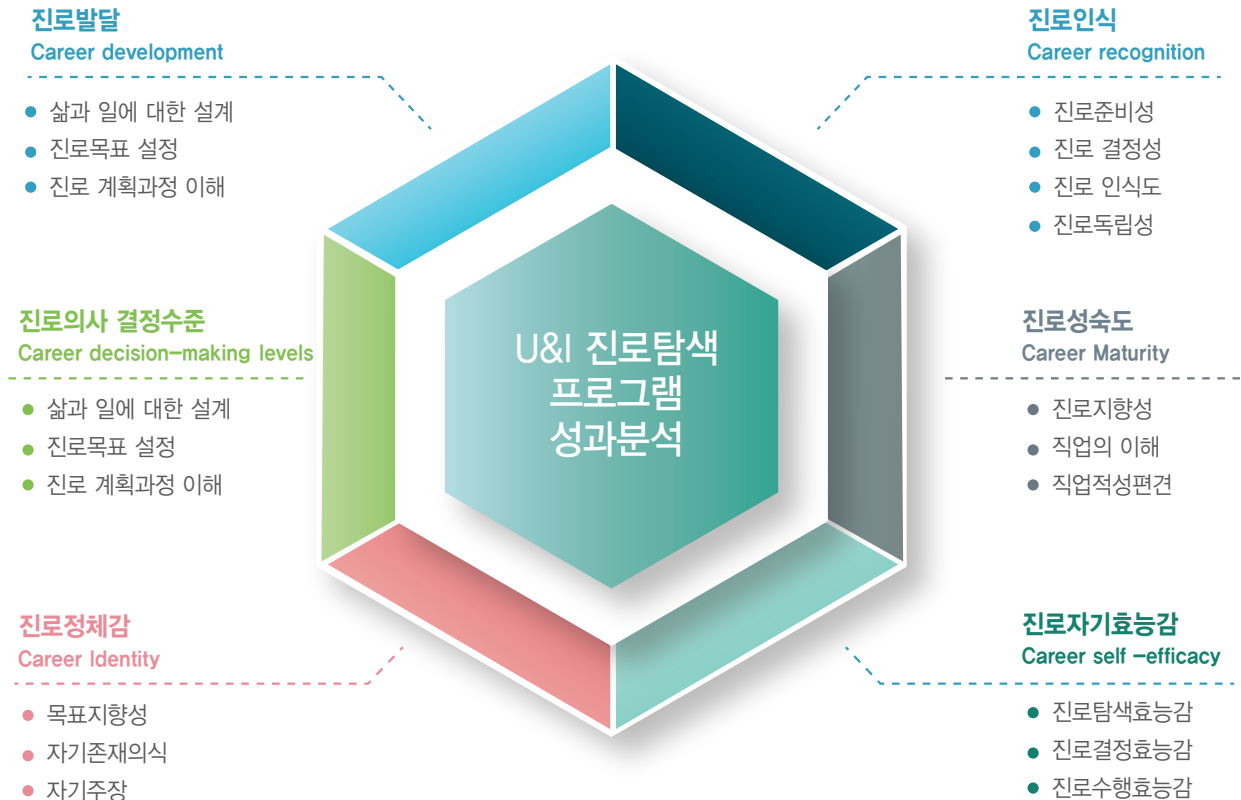 진로발달
Career development
삶과 일에 대한 설계
진로목표 설정
진로 계획과정 이해
진로인식
Career recognition
진로준비성
진로 결정성
진로 인식도
진로독립성
진로의사 결정수준
Career decision-making levels
삶과 일에 대한 설계
진로목표 설정
진로 계획과정 이해
U&I 진로탐색
프로그램
성과분석
진로성숙도
Career Maturity
진로지향성
직업의 이해
직업적성편견
진로정체감
Career Identity
목표지향성
자기존재의식
자기주장
진로자기효능감
Career self -efficacy
진로탐색효능감
진로결정효능감
진로수행효능감